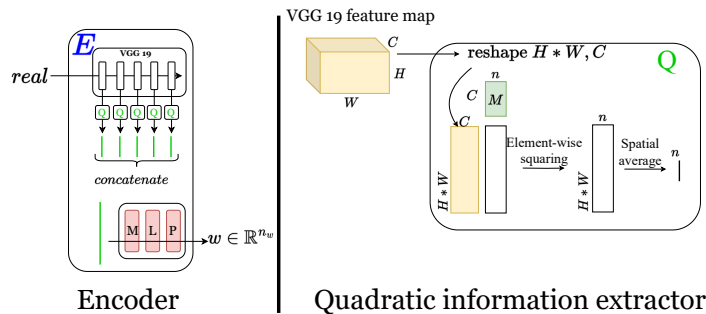 E
VGG 19
real
Q Q Q Q Q
concatenate
M L P
w ∈ ℝ^{n_w}
Encoder
VGG 19 feature map
C
H
W
reshape H ∗ W, C
Q
n
C
M
C
H ∗ W
Element-wise
squaring
n
H ∗ W
Spatial
average
n
Quadratic information extractor